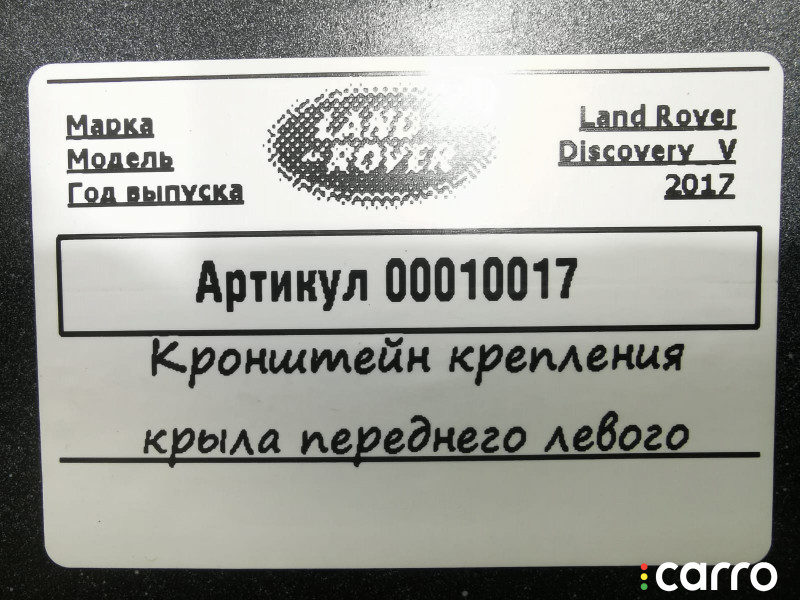 Марка
Модель
Год выпуска
LAND
ROVER
Land Rover
Discovery V
2017
Артикул 00010017
Кронштейн крепления
крыла переднего левого
carro